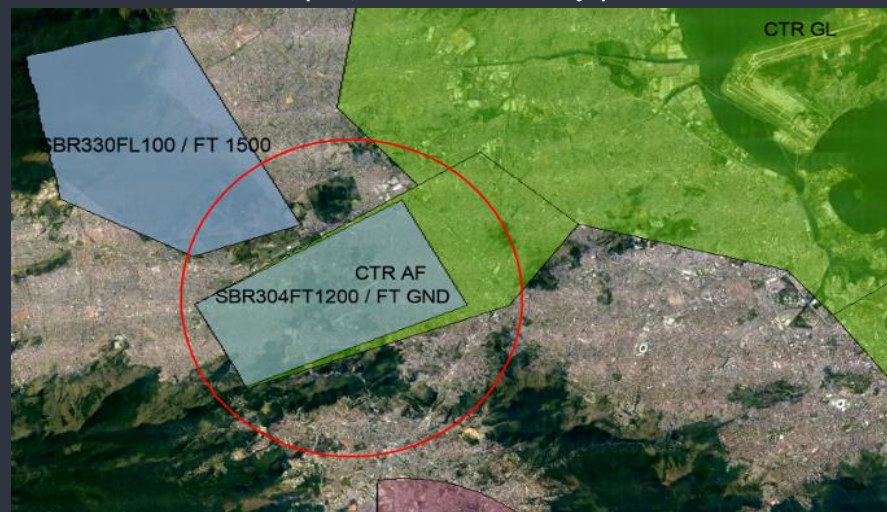 CTR GL
SBR330FL100 / FT 1500
CTR AF
SBR304FT1200 / FT GND